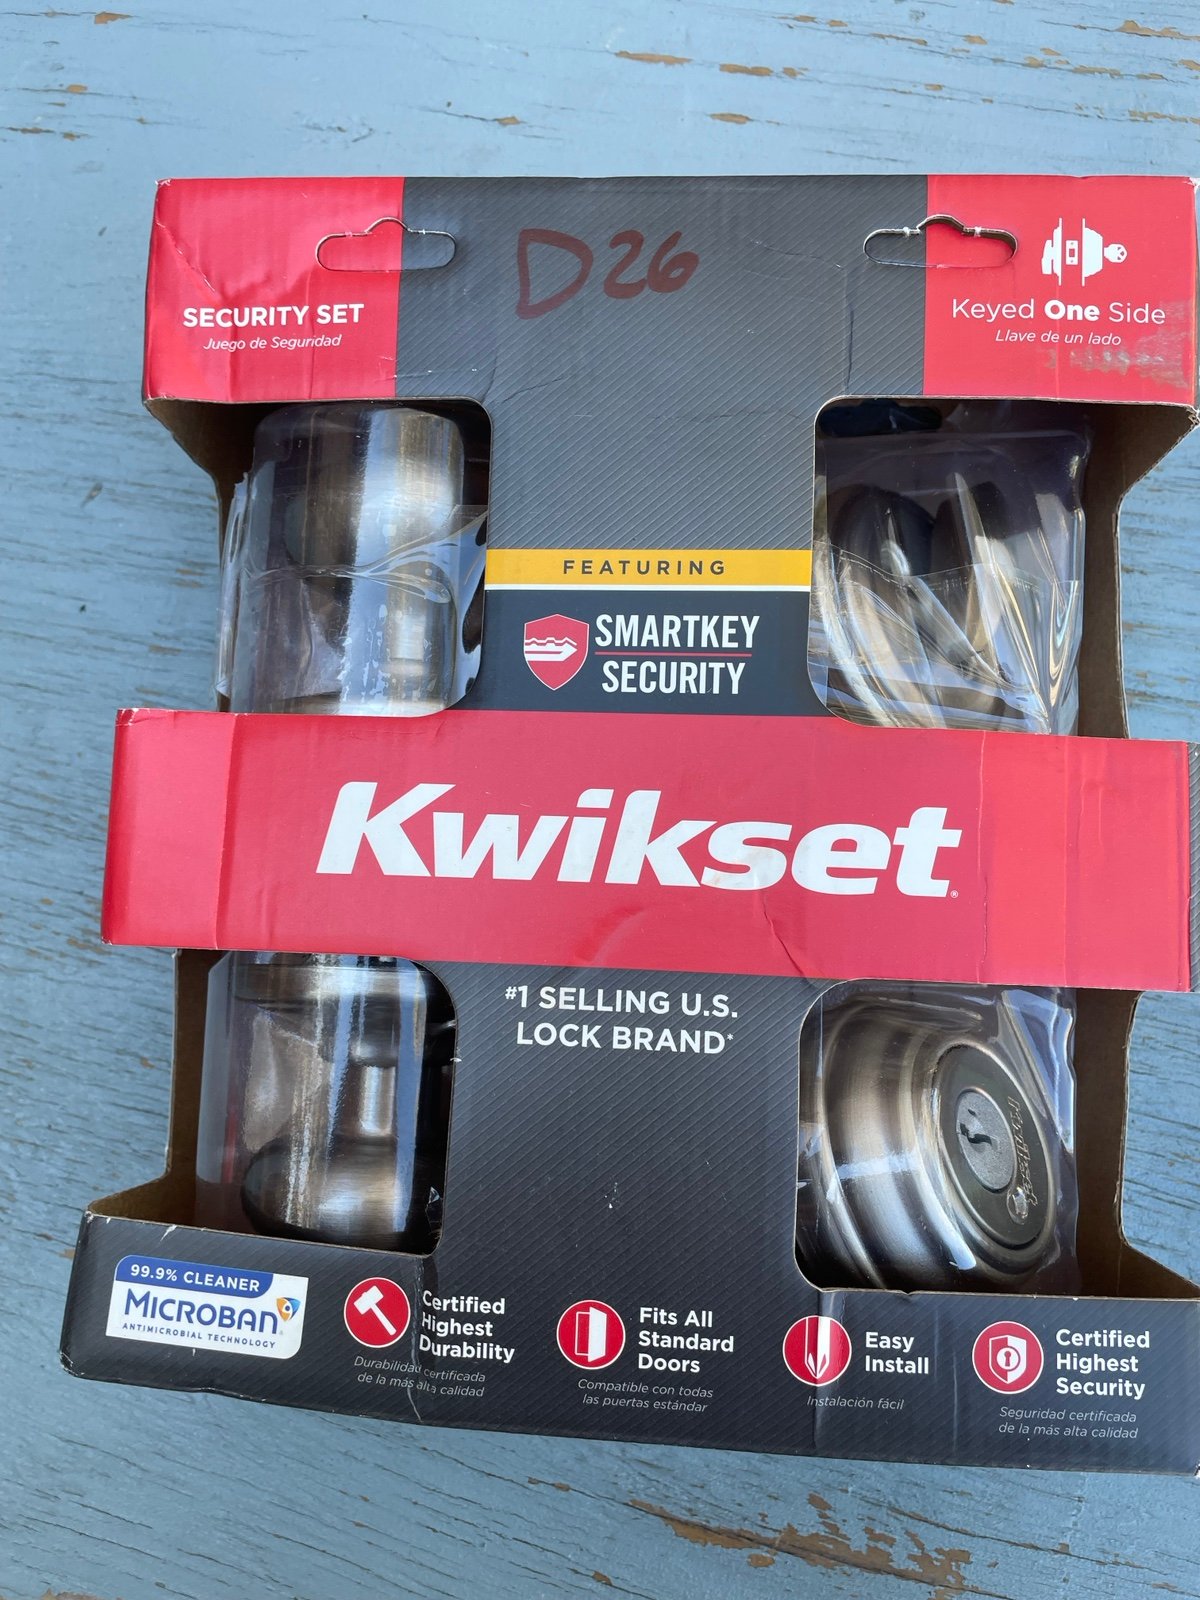 D26
SECURITY SET
Juego de Seguridad
Keyed One Side
Llave de un lado
FEATURING
SMARTKEY
SECURITY
Kwikset®
#1 SELLING U.S.
LOCK BRAND*
Kwikset
99.9% CLEANER
MICROBAN®
ANTIMICROBIAL TECHNOLOGY
Certified
Highest
Durability
Durabilidad certificada
de la más alta calidad
Fits All
Standard
Doors
Compatible con todas
las puertas estándar
Easy
Install
Instalación fácil
Certified
Highest
Security
Seguridad certificada
de la más alta calidad